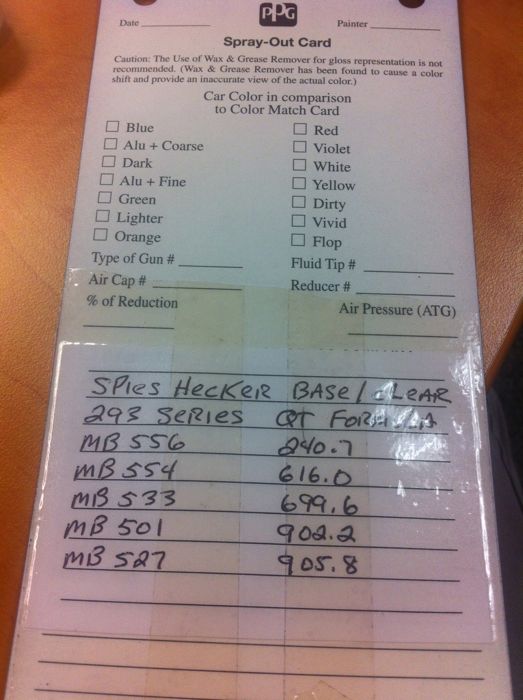 PPG
Date Painter
Spray-Out Card
Caution: The Use of Wax & Grease Remover for gloss representation is not
recommended. (Wax & Grease Remover has been found to cause a color
shift and provide an inaccurate view of the actual color.)
Car Color in comparison
to Color Match Card
Blue Red
Alu + Coarse Violet
Dark White
Alu + Fine Yellow
Green Dirty
Lighter Vivid
Orange Flop
Type of Gun # Fluid Tip #
Air Cap # Reducer #
% of Reduction Air Pressure (ATG)
SPies HecKeR BASe / CLeAR
293 SeRIES QT FORMULA
MB 556 240.7
MB 554 616.0
MB 533 699.6
MB 501 902.2
MB 527 905.8